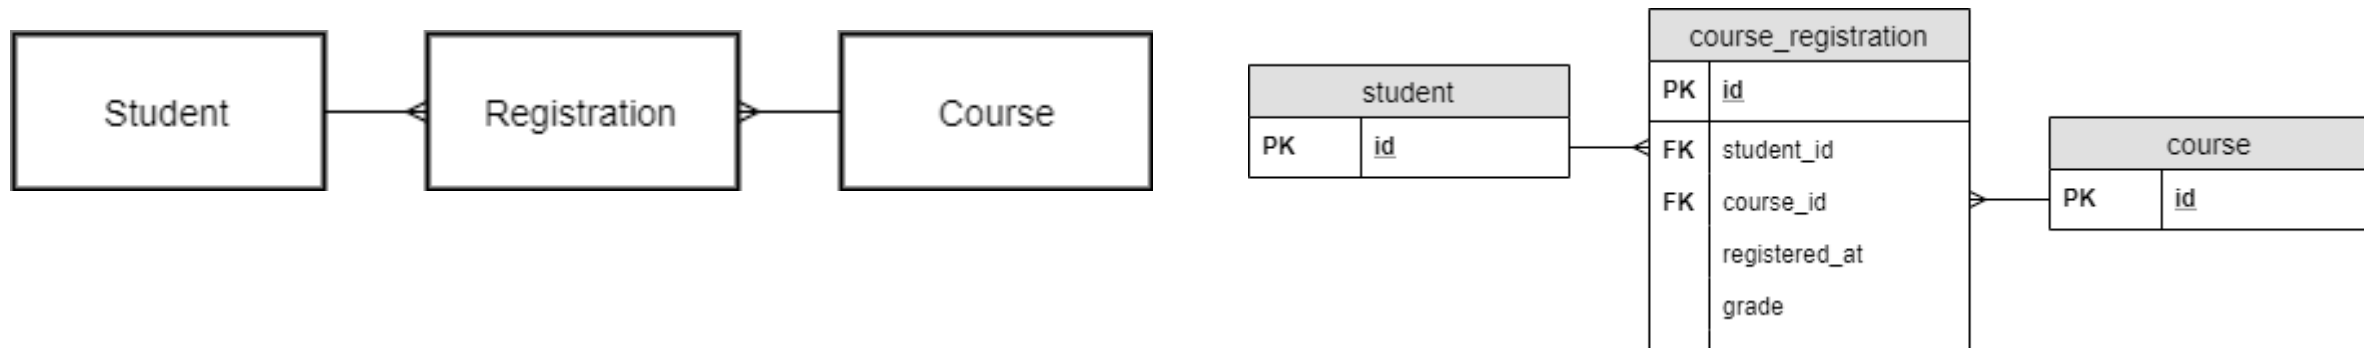 Student
Registration
Course
student
PK id
course_registration
PK id
FK student_id
FK course_id
registered_at
grade
course
PK id